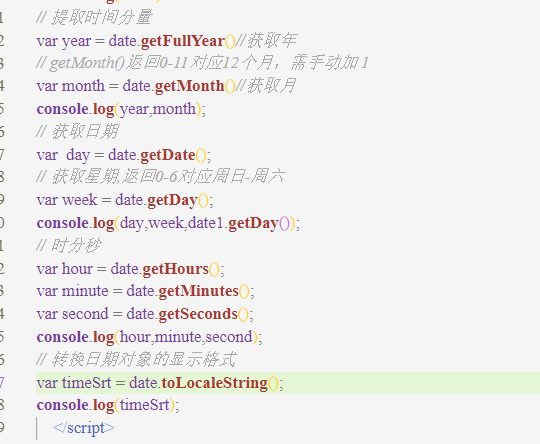 1 // 提取时间分量
2 var year = date.getFullYear()//获取年
3 // getMonth()返回0-11对应12个月，需手动加 1
4 var month = date.getMonth()//获取月
5 console.log(year,month);
6 // 获取日期
7 var  day = date.getDate();
8 // 获取星期,返回0-6对应周日-周六
9 var week = date.getDay();
0 console.log(day,week,date1.getDay());
1 // 时分秒
2 var hour = date.getHours();
3 var minute = date.getMinutes();
4 var second = date.getSeconds();
5 console.log(hour,minute,second);
6 // 转换日期对象的显示格式
7 var timeSrt = date.toLocaleString();
8 console.log(timeSrt);
9 </script>